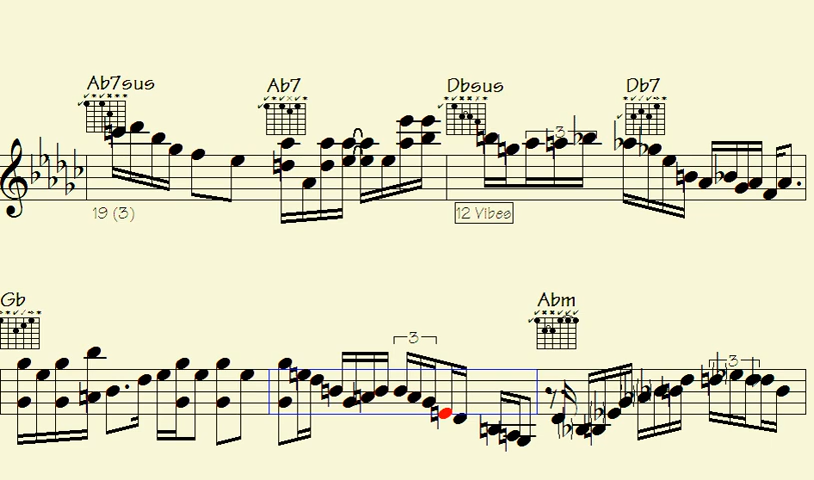 Ab7sus Ab7 Dbsus Db7
3
19 (3) 12 Vibes
Gb Abm
3 3